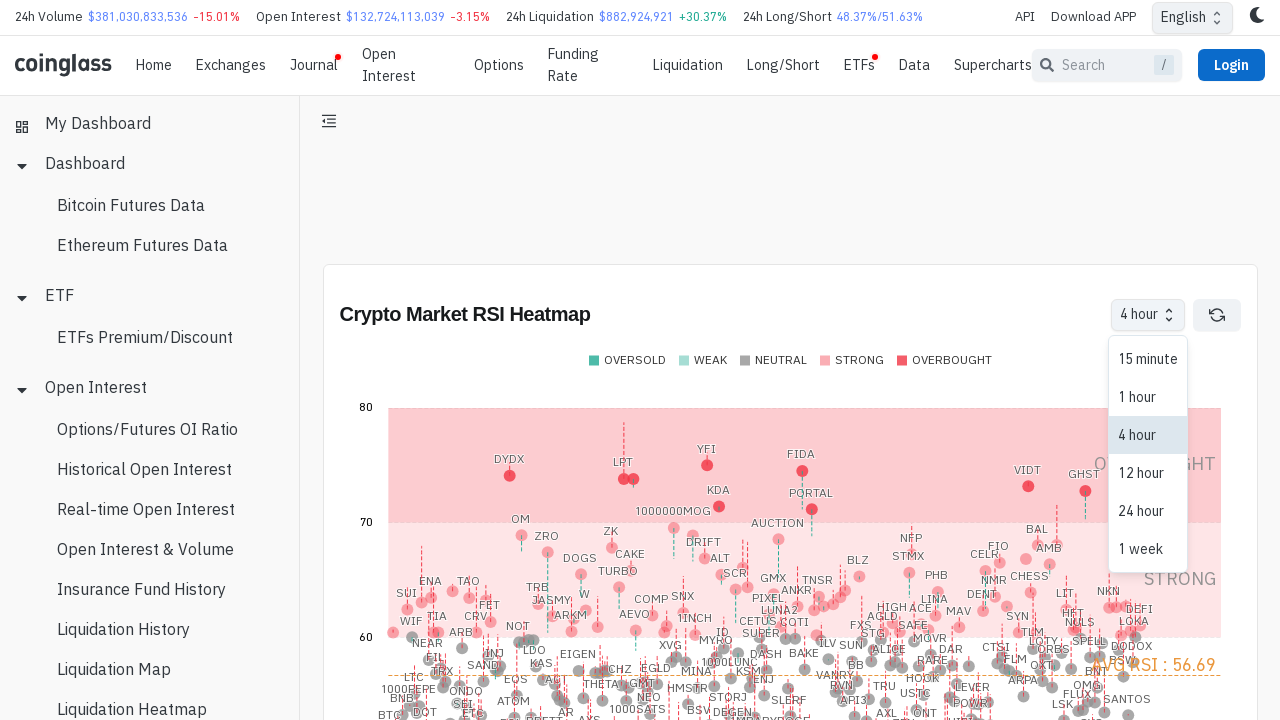 24h Volume $381,030,833,536 -15.01% Open Interest $132,724,113,039 -3.15% 24h Liquidation $882,924,921 +30.37% 24h Long/Short 48.37%/51.63% API Download APP English
coinglass Home Exchanges Journal Open Interest Options Funding Rate Liquidation Long/Short ETFs Data Supercharts Search / Login
My Dashboard
Dashboard
Bitcoin Futures Data
Ethereum Futures Data
ETF
ETFs Premium/Discount
Open Interest
Options/Futures OI Ratio
Historical Open Interest
Real-time Open Interest
Open Interest & Volume
Insurance Fund History
Liquidation History
Liquidation Map
Liquidation Heatmap
Crypto Market RSI Heatmap 4 hour
15 minute
1 hour
4 hour
12 hour
24 hour
1 week
OVERSOLD WEAK NEUTRAL STRONG OVERBOUGHT
80
YFI
DYDX LPT FIDA
VIDT GHST
KDA PORTAL
1000000MOG
70
OM AUCTION
ZRO ZK BAL
DRIFT NFP FIO AMB
DOGS CAKE ALT STMX CELR
BLZ
TURBO SCR PHB CHESS
ENA TAO GMX TNSR NMR
SUI TRB W ANKR DENT LIT NKN
JASMY COMP SNX PIXEL LINA
FET LUNA2 HIGH ACE MAV DEFI
WIF TIA CRV ARKM AEVO 1INCH CETUS COTI AGLD SYN HFT LOKA
NOT FXS SAFE NULS
ARB ID SUPER STG TLM
60
NEAR MYRO ILV SUN MOVR LQTY SPELL
FIL INJ LDO EIGEN XVG DASH BAKE ALICE DAR CTSI ORBS DODOX
SAND KAS 1000LUNC BB RARE FLM OXT BSW
AVG RSI : 56.69
LTC TRX EOS AUT CHZ EGLD MINA KSM VANRY HOOK ARPA BNT
1000PEPE ONDO THETA GMT HMSTR ENJ RVN TRU LEVER OMG
BNB SEI ATOM NEO STORJ SLERF API3 USTC POWR FLUX SANTOS
BTC DOT ETC AR 1000SATS BSV DEGEN AXL ONT LSK